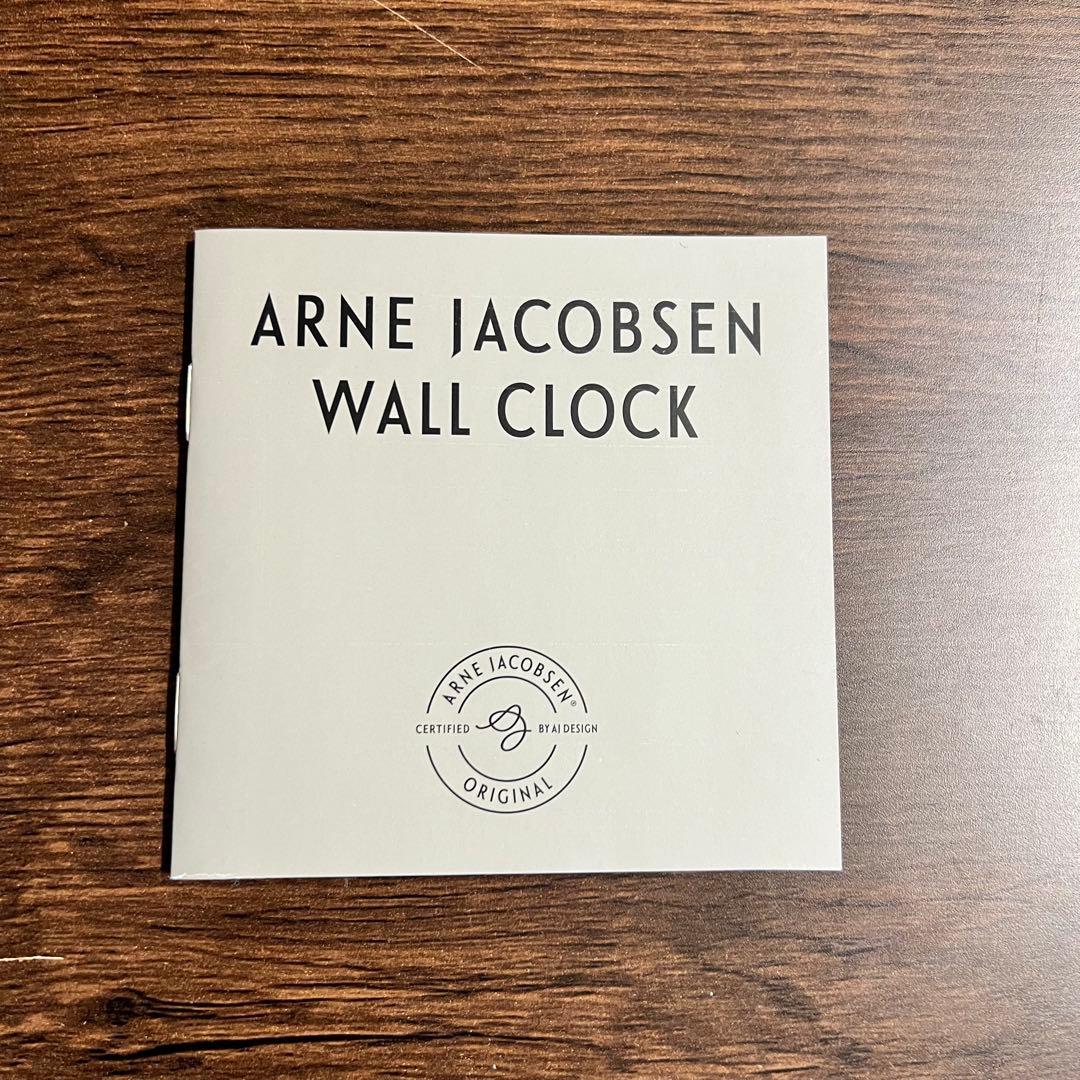 ARNE JACOBSEN
WALL CLOCK
ARNE JACOBSEN®
CERTIFIED
BY AJ DESIGN
ORIGINAL